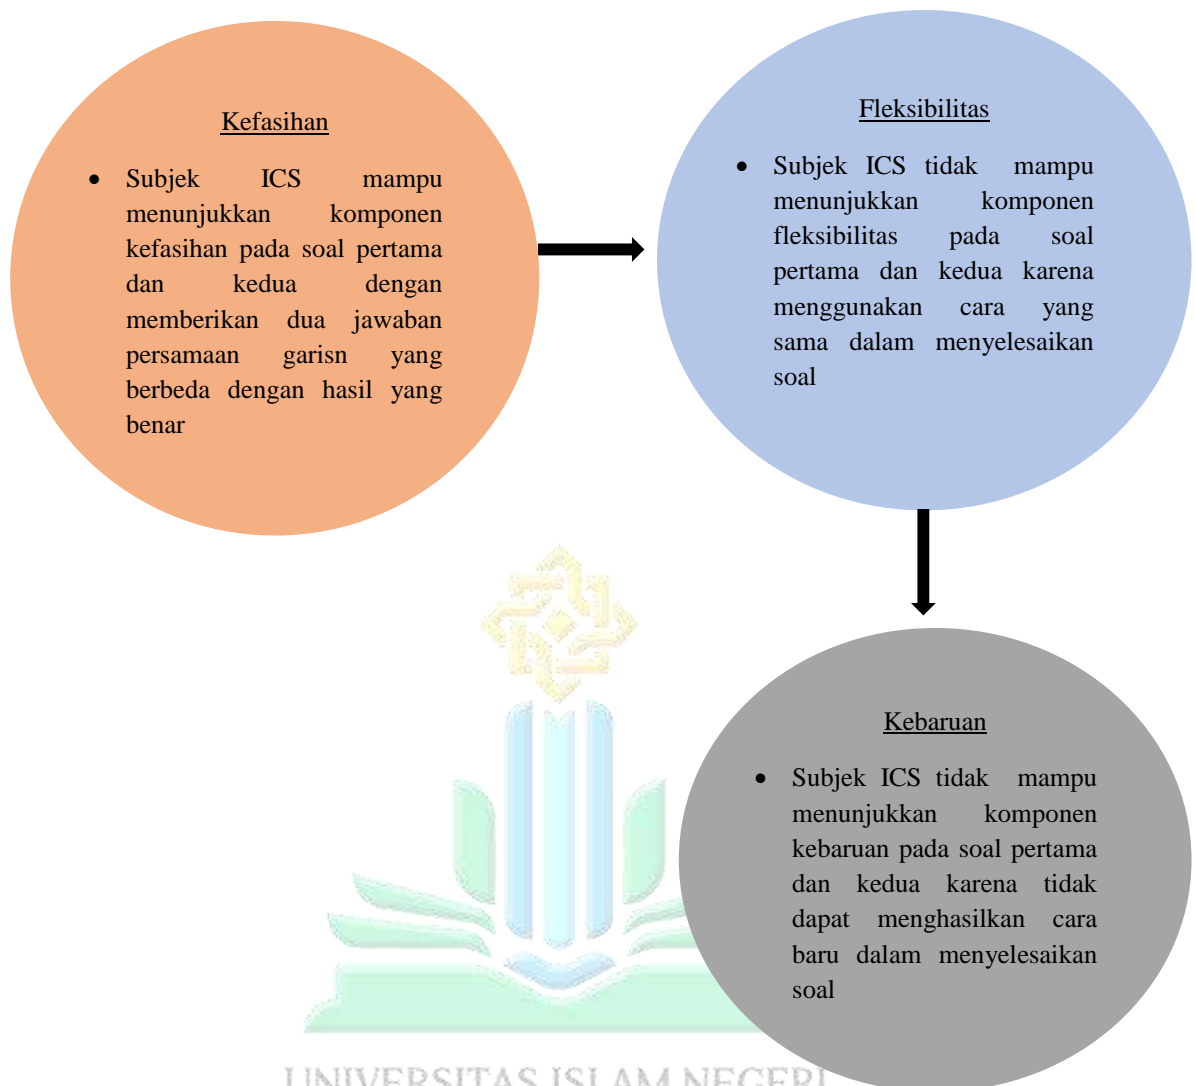 Kefasihan
• Subjek ICS mampu
menunjukkan komponen
kefasihan pada soal pertama
dan kedua dengan
memberikan dua jawaban
persamaan garisn yang
berbeda dengan hasil yang
benar
Fleksibilitas
• Subjek ICS tidak mampu
menunjukkan komponen
fleksibilitas pada soal
pertama dan kedua karena
menggunakan cara yang
sama dalam menyelesaikan
soal
Kebaruan
• Subjek ICS tidak mampu
menunjukkan komponen
kebaruan pada soal pertama
dan kedua karena tidak
dapat menghasilkan cara
baru dalam menyelesaikan
soal
UNIVERSITAS ISLAM NEGERI